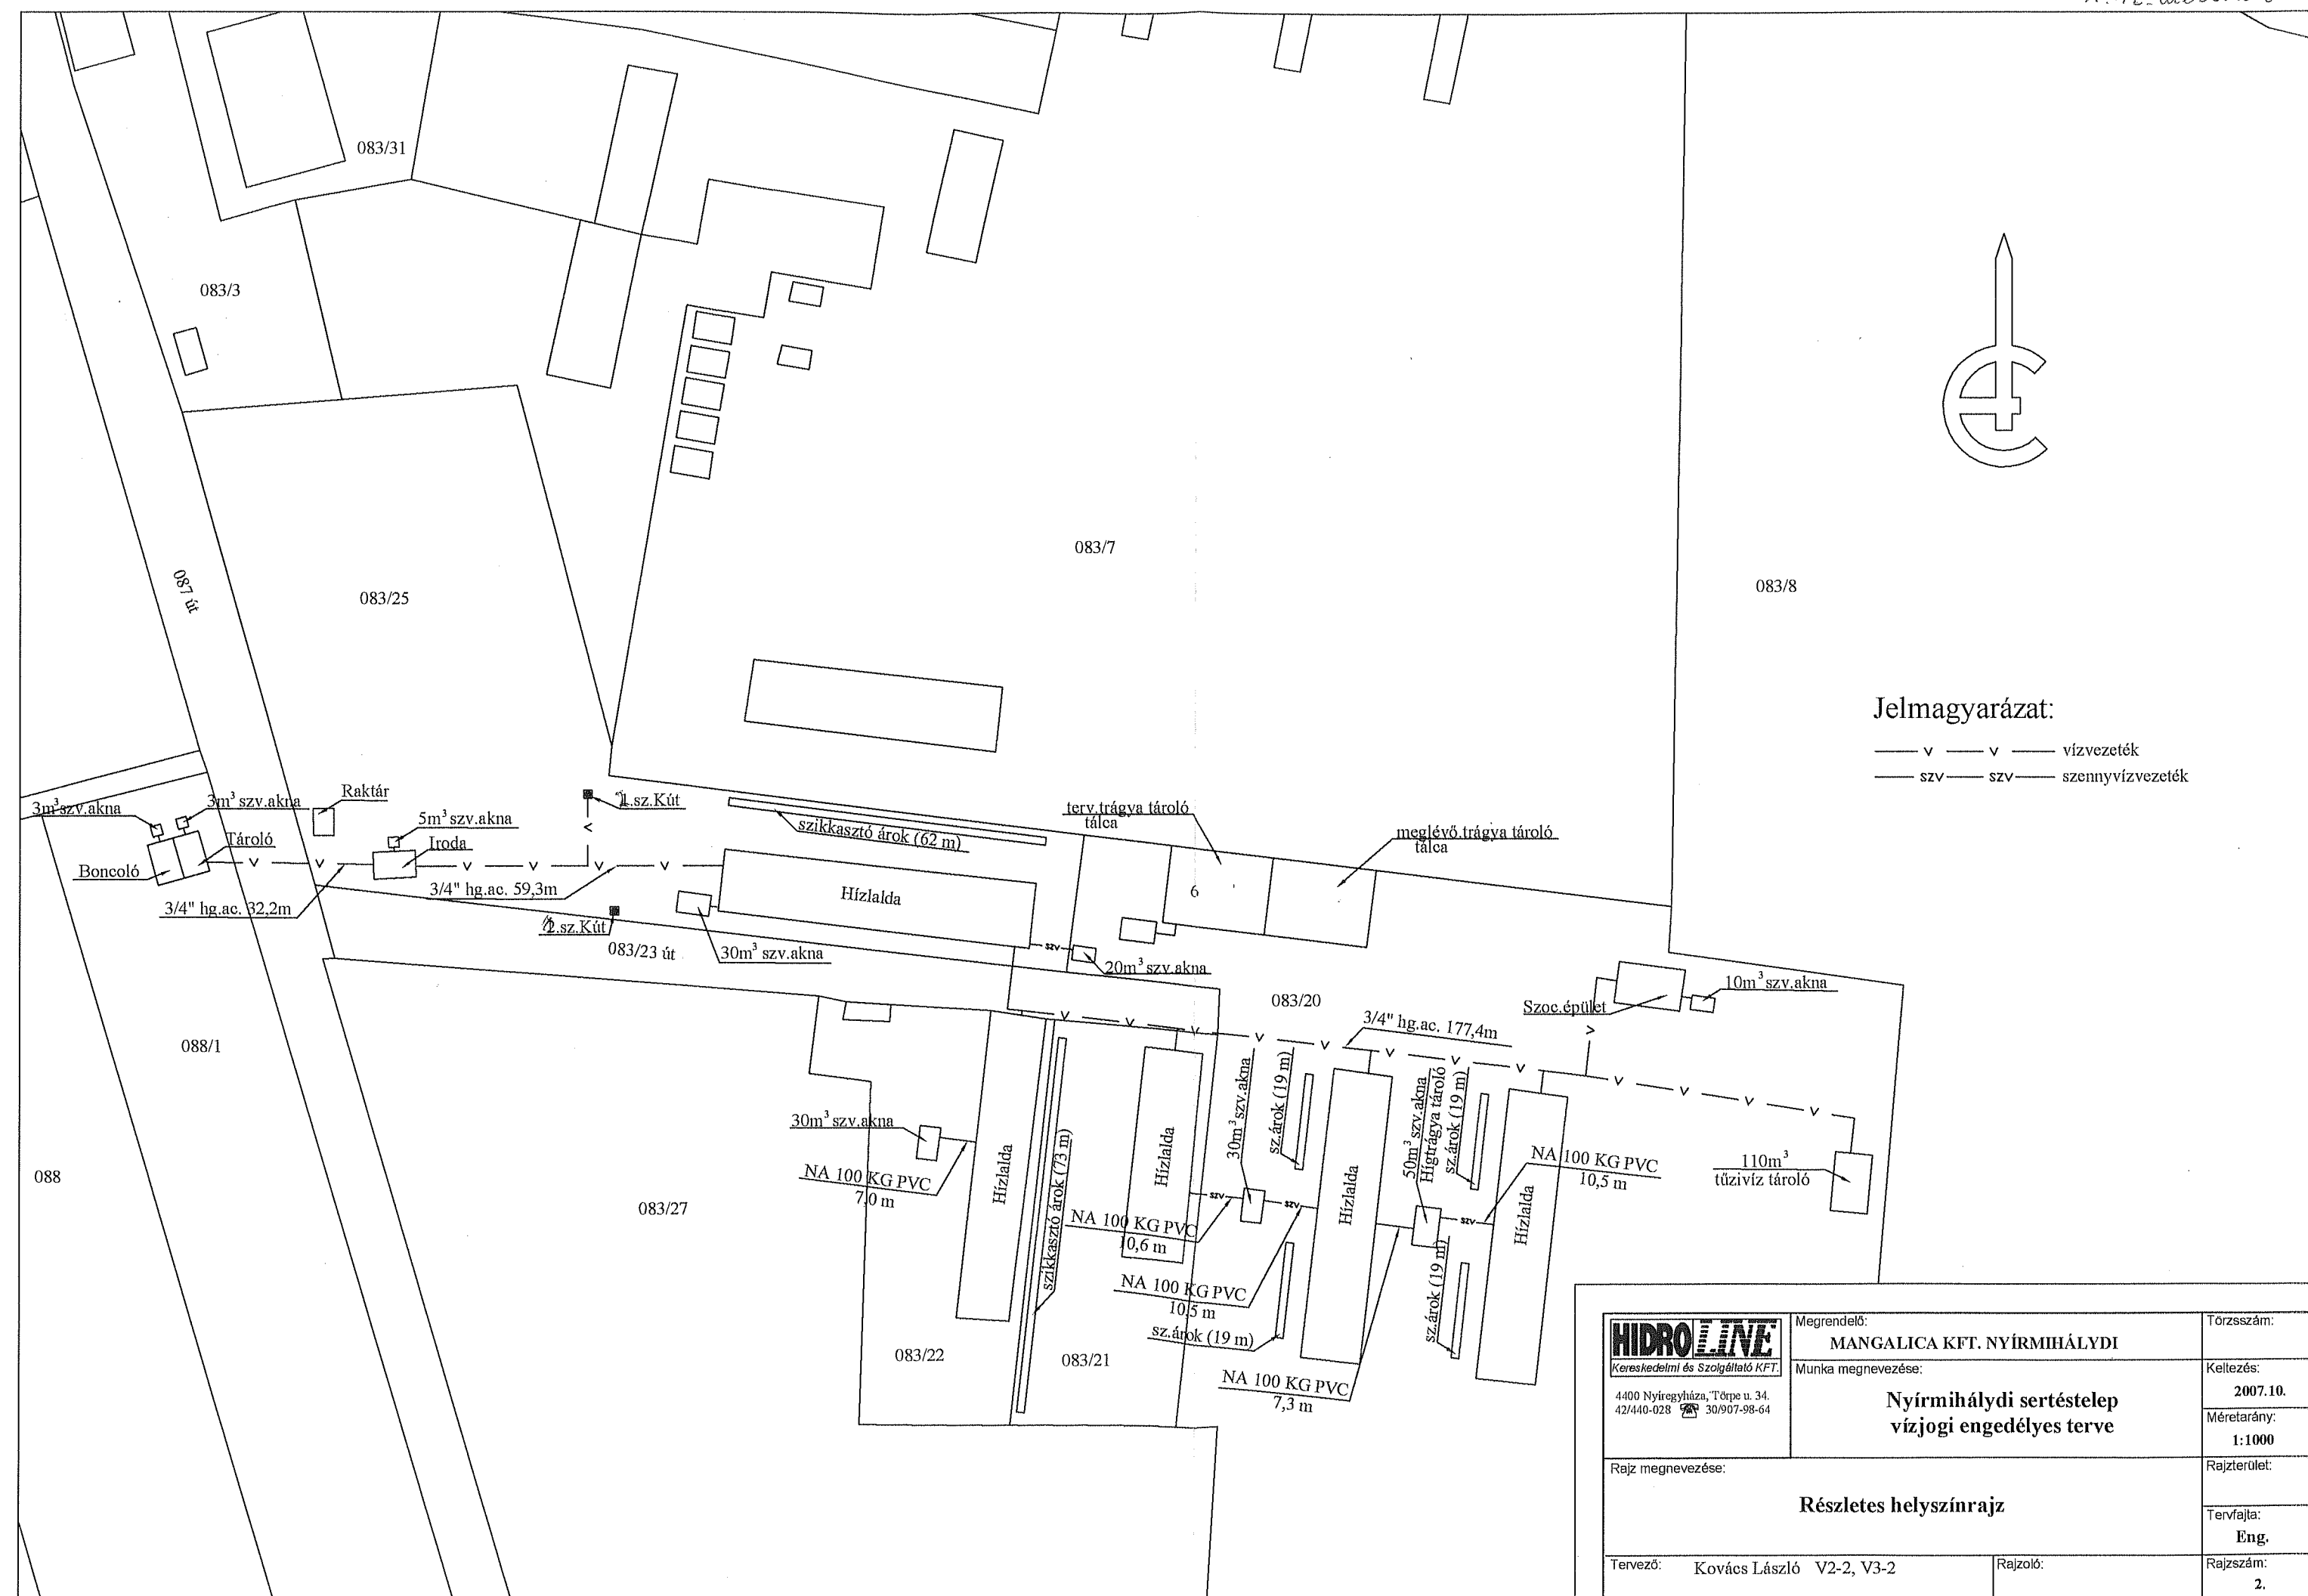 083/31
083/3
083/7
083/8
087 út
083/25
Jelmagyarázat:
v v vízvezeték
szv szv szennyvízvezeték
3m³szv.akna
3m³ szv.akna
Raktár
1.sz.Kút
5m³ szv.akna
Tároló
Iroda
Boncoló
3/4" hg.ac. 32,2m
3/4" hg.ac. 59,3m
szikkasztó árok (62 m)
terv.trágya tároló
tálca
meglévő.trágya tároló
tálca
6
Hízlalda
2.sz.Kút
083/23 út
30m³ szv.akna
szv
20m³ szv.akna
083/20
Szoc.épület
10m³ szv.akna
3/4" hg.ac. 177,4m
088/1
088
083/27
30m³ szv.akna
NA 100 KG PVC
7,0 m
Hízlalda
szikkasztó árok (73 m)
Hízlalda
NA 100 KG PVC
10,6 m
szv
30m³ szv.akna
sz.árok (19 m)
szv
NA 100 KG PVC
10,5 m
sz.árok (19 m)
Hízlalda
NA 100 KG PVC
7,3 m
50m³ szv.akna
Hígtrágya tároló
sz.árok (19 m)
szv
sz.árok (19 m)
NA 100 KG PVC
10,5 m
Hízlalda
110m³
tűzivíz tároló
083/22
083/21
HIDROLINE
Kereskedelmi és Szolgáltató KFT.
4400 Nyíregyháza, Törpe u. 34.
42/440-028 30/907-98-64
Megrendelő:
MANGALICA KFT. NYÍRMIHÁLYDI
Munka megnevezése:
Nyírmihálydi sertéstelep
vízjogi engedélyes terve
Törzsszám:
Keltezés:
2007.10.
Méretarány:
1:1000
Rajz megnevezése:
Részletes helyszínrajz
Rajzterület:
Tervfajta:
Eng.
Tervező: Kovács László V2-2, V3-2
Rajzoló:
Rajzszám:
2.